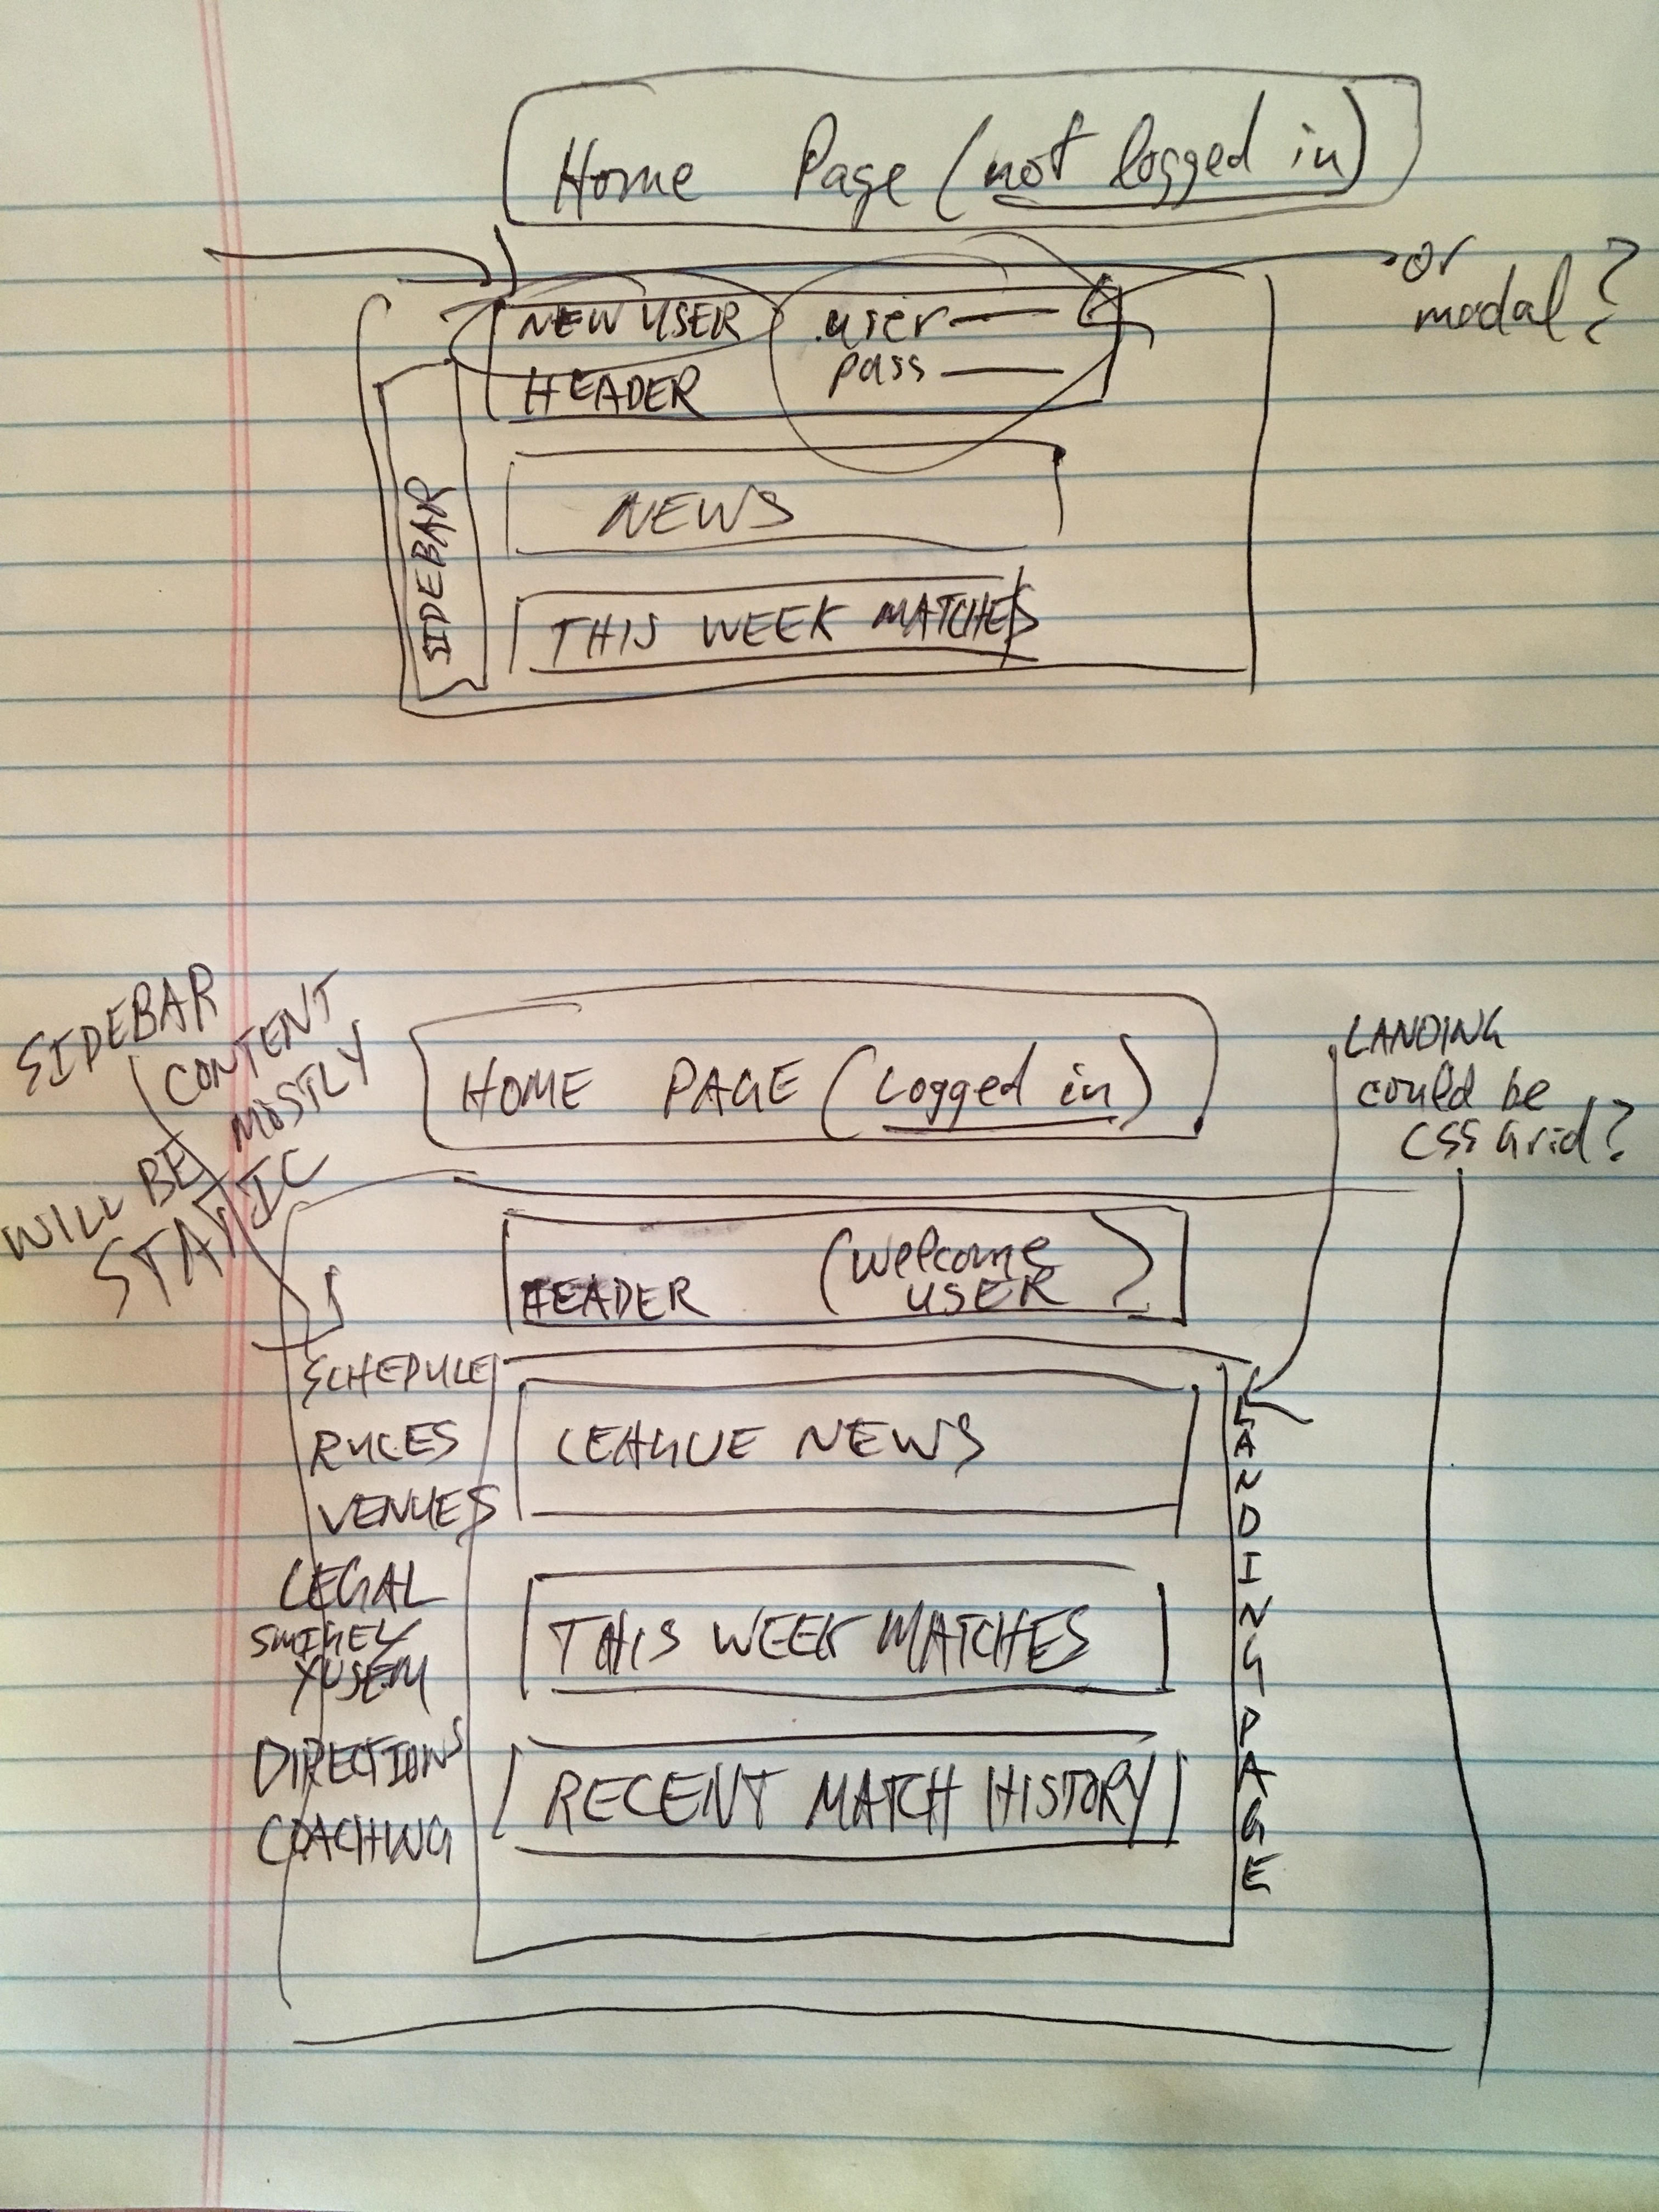 Home Page (not logged in)
or
modal?
NEW USER
user
pass
HEADER
NEWS
SIDEBAR
THIS WEEK MATCHES
SIDEBAR
CONTENT
WILL BE MOSTLY
STATIC
HOME PAGE (Logged in)
LANDING
could be
CSS Grid?
HEADER (Welcome
USER)
SCHEDULE
RULES
VENUES
LEGAL
DIRECTIONS
COACHING
LEAGUE NEWS
THIS WEEK MATCHES
RECENT MATCH HISTORY
LANDING PAGE